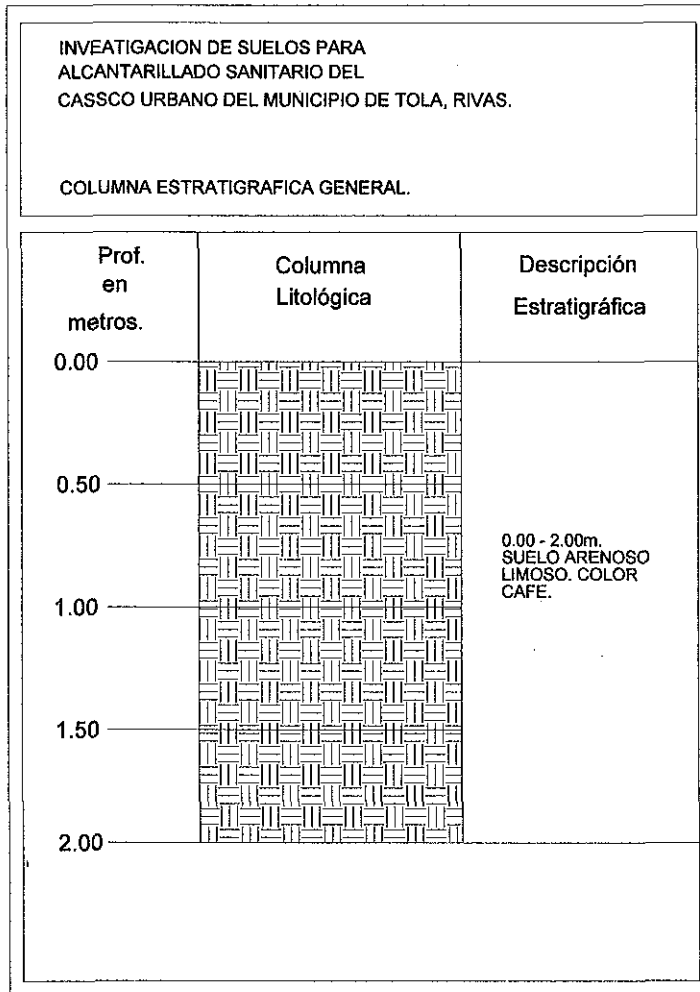 INVEATIGACION DE SUELOS PARA
ALCANTARILLADO SANITARIO DEL
CASSCO URBANO DEL MUNICIPIO DE TOLA, RIVAS.
COLUMNA ESTRATIGRAFICA GENERAL.
Prof.
en
metros.
Columna
Litológica
Descripción
Estratigráfica
0.00
0.50
0.00 - 2.00m.
SUELO ARENOSO
LIMOSO. COLOR
CAFE.
1.00
1.50
2.00